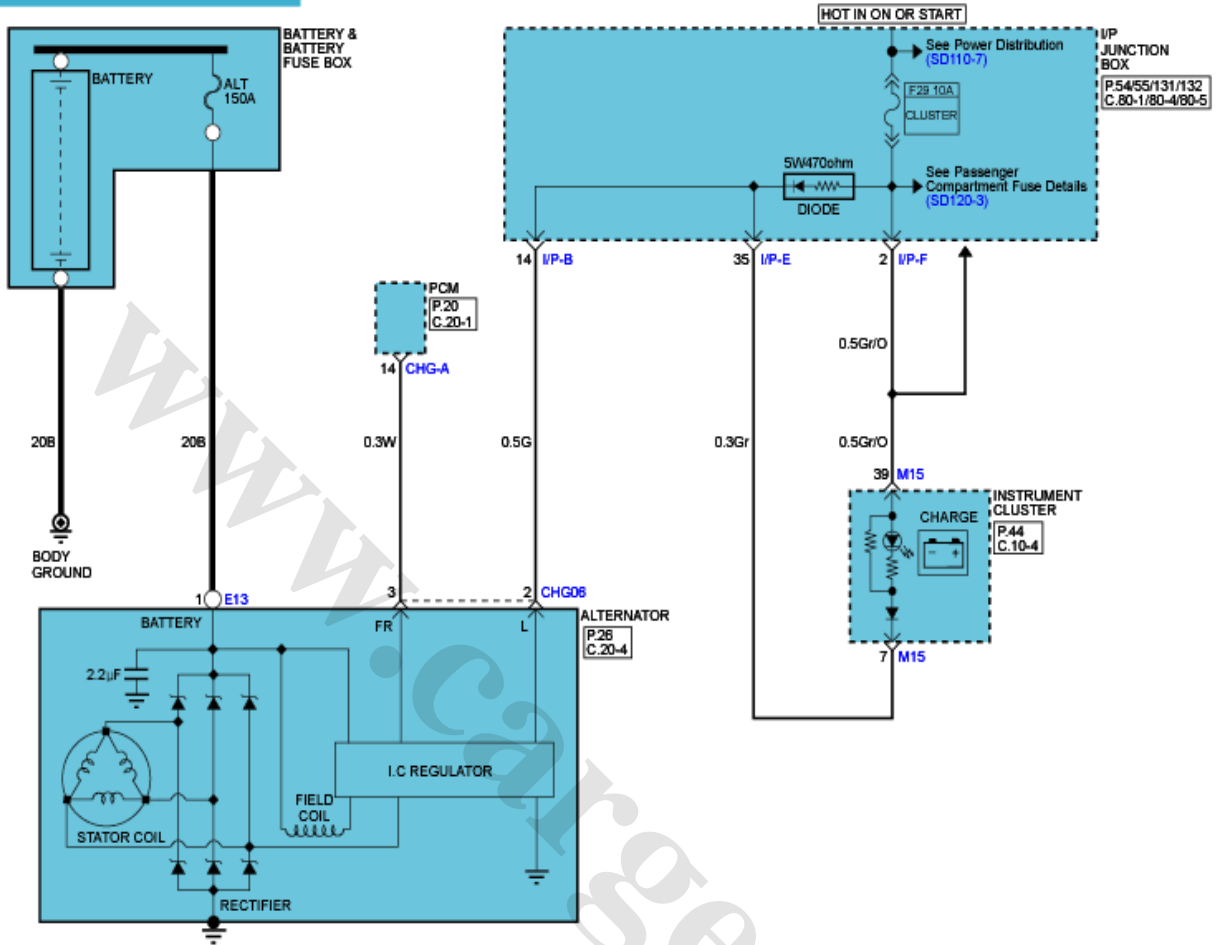 HOT IN ON OR START
BATTERY &
BATTERY
FUSE BOX
BATTERY
ALT
150A
See Power Distribution
(SD110-7)
I/P
JUNCTION
BOX
P.54/55/131/132
C.80-1/80-4/80-5
F29 10A
CLUSTER
5W470ohm
DIODE
See Passenger
Compartment Fuse Details
(SD120-3)
14 I/P-B
35 I/P-E
2 I/P-F
PCM
P.20
C.20-1
14 CHG-A
0.5Gr/O
20B
20B
0.3W
0.5G
0.3Gr
0.5Gr/O
39 M15
INSTRUMENT
CLUSTER
P.44
C.10-4
CHARGE
- +
BODY
GROUND
1 E13
3
2 CHG06
BATTERY
FR
L
ALTERNATOR
P.26
C.20-4
7 M15
2.2µF
I.C REGULATOR
FIELD
COIL
STATOR COIL
RECTIFIER
www.carge